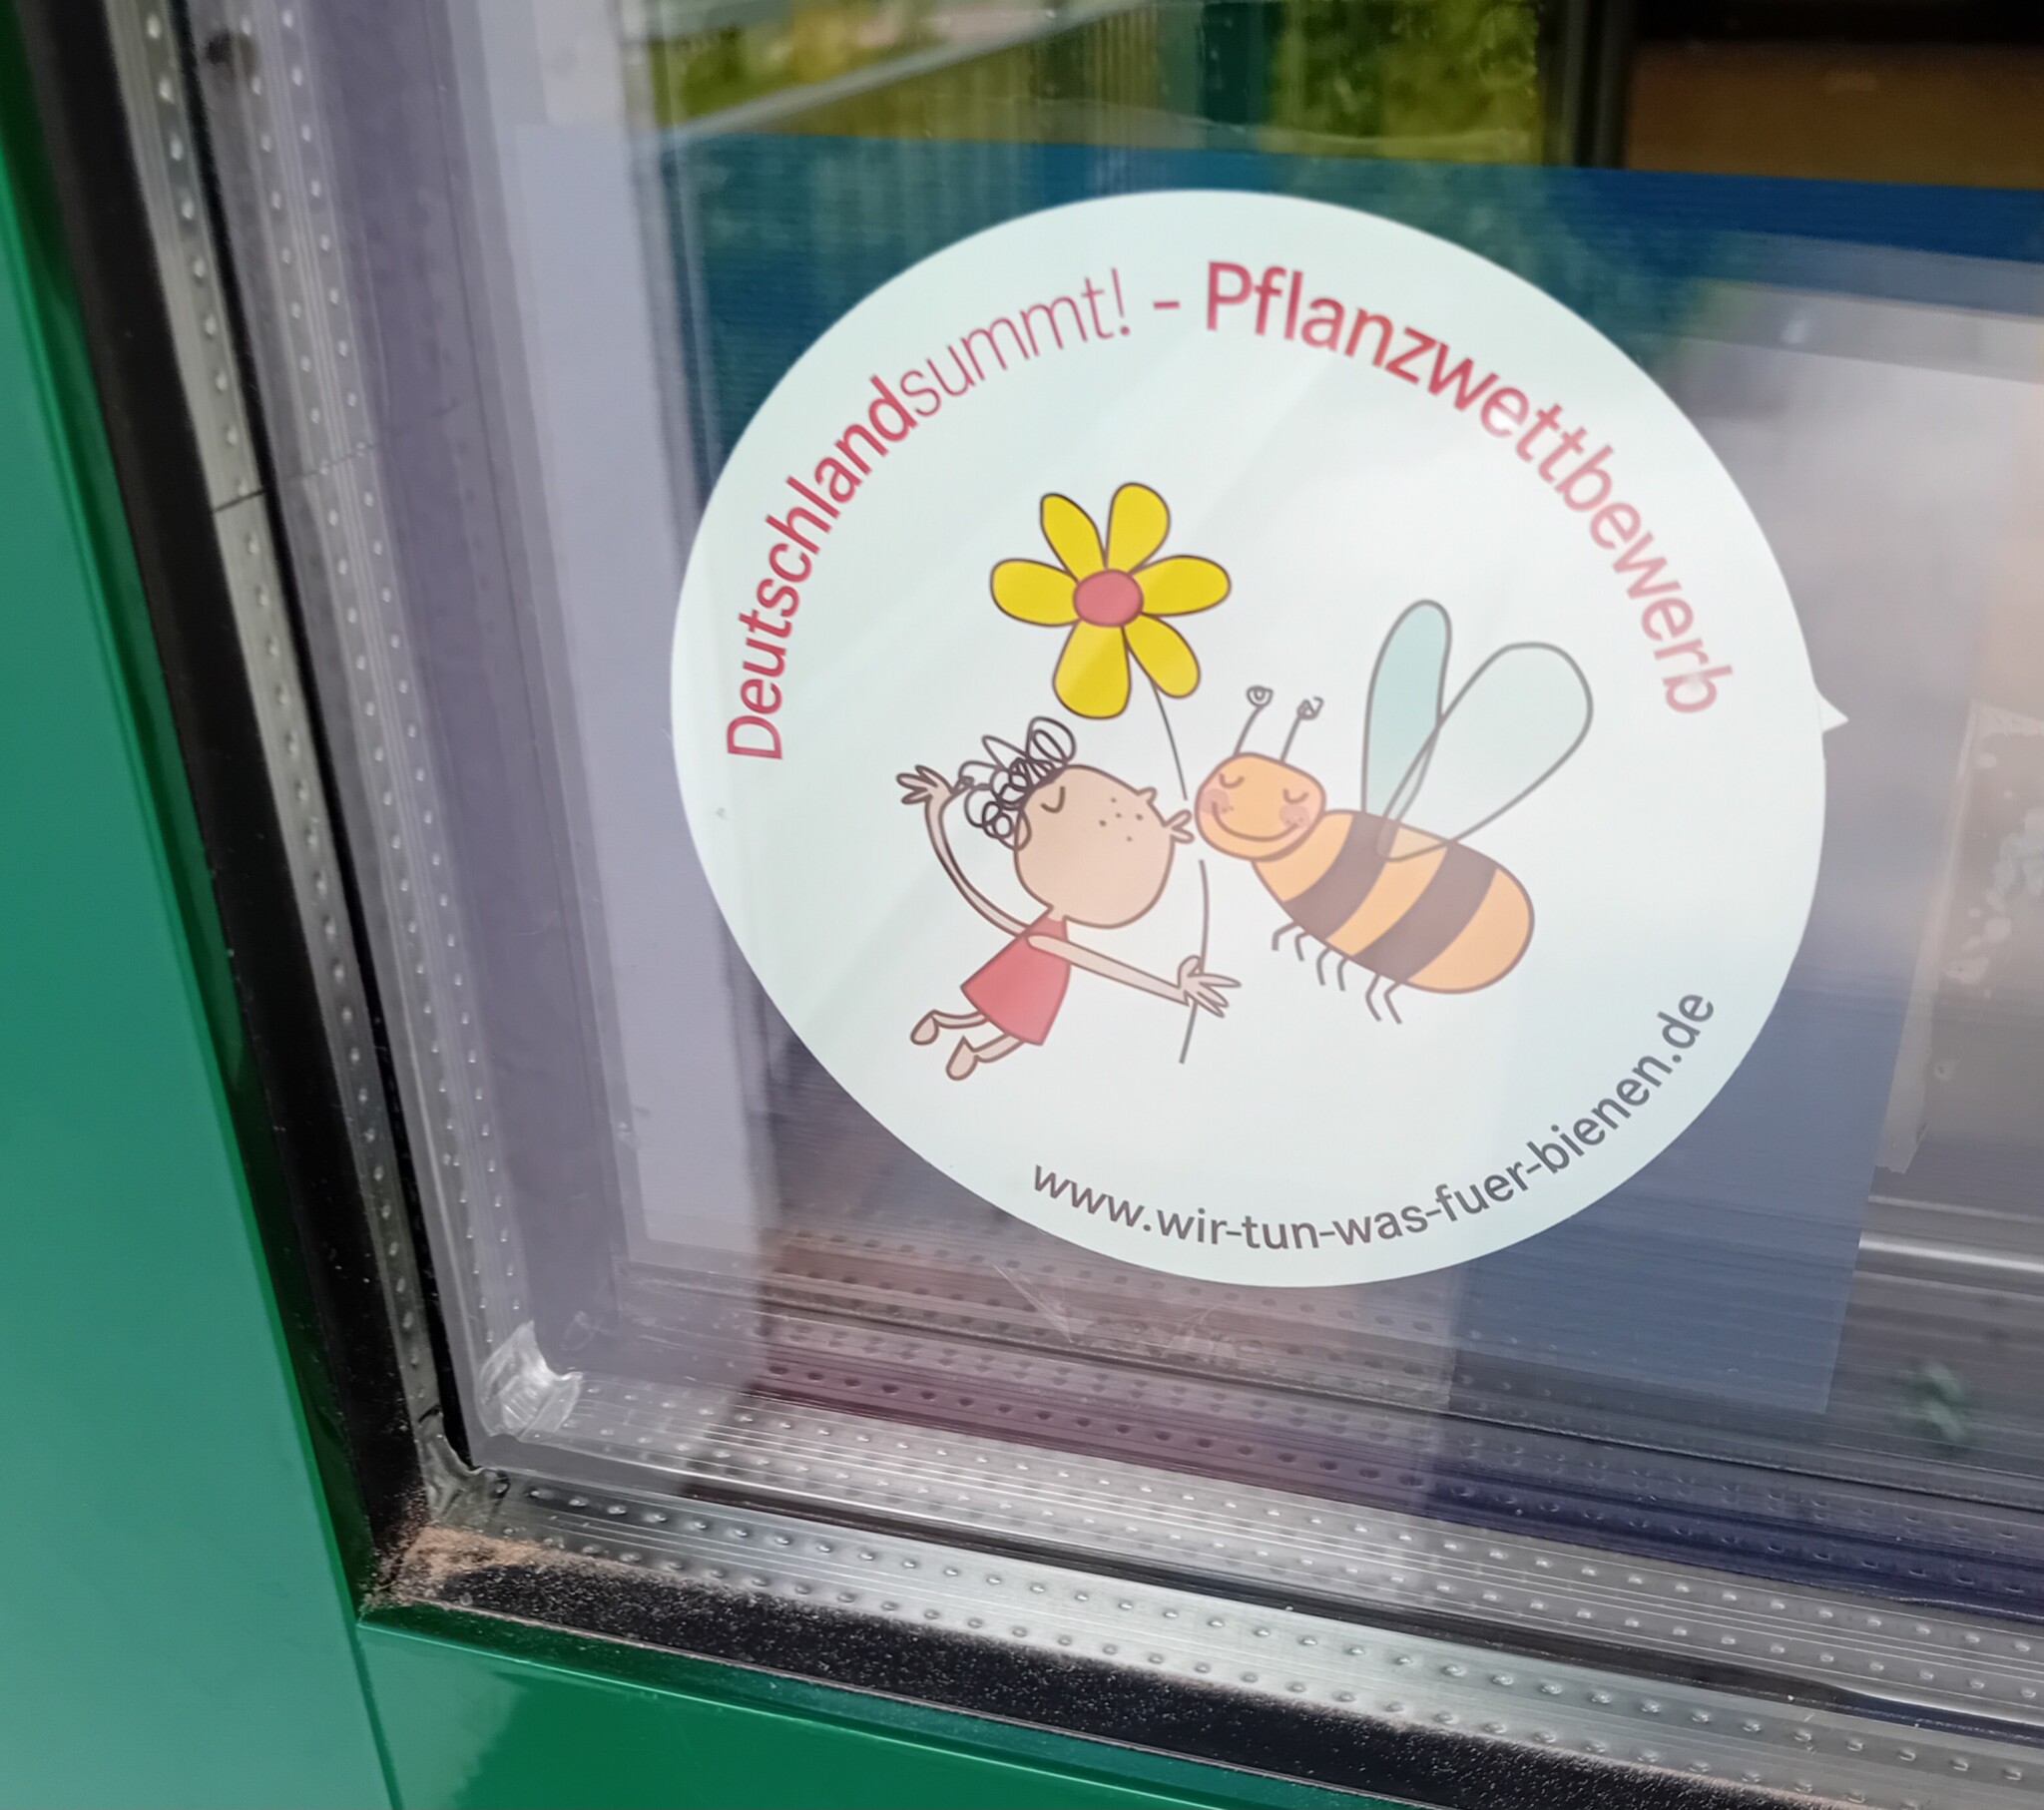 Deutschlandsummt! - Pflanzwettbewerb
www.wir-tun-was-fuer-bienen.de